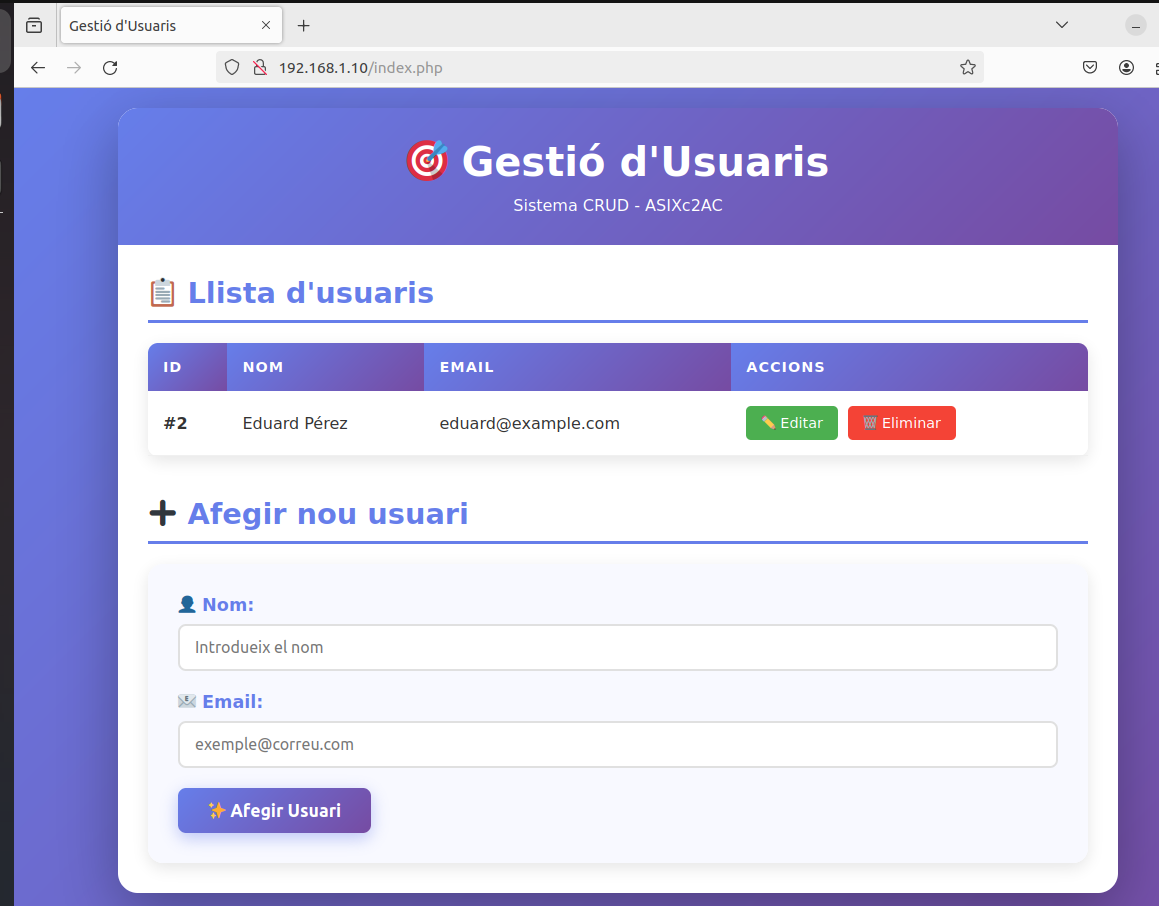 Gestió d'Usuaris
192.168.1.10/index.php
Gestió d'Usuaris
Sistema CRUD - ASIXc2AC
Llista d'usuaris
ID NOM EMAIL ACCIONS
#2 Eduard Pérez eduard@example.com Editar Eliminar
Afegir nou usuari
Nom:
Introdueix el nom
Email:
exemple@correu.com
Afegir Usuari